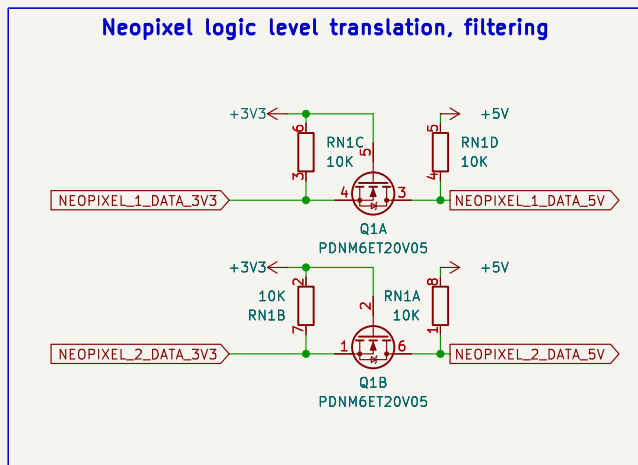 Neopixel logic level translation, filtering
+3V3
+5V
6
RN1C
10K
3
5
5
RN1D
10K
4
NEOPIXEL_1_DATA_3V3
4
3
NEOPIXEL_1_DATA_5V
Q1A
PDNM6ET20V05
+3V3
+5V
2
10K
RN1B
7
2
8
RN1A
10K
1
NEOPIXEL_2_DATA_3V3
1
6
NEOPIXEL_2_DATA_5V
Q1B
PDNM6ET20V05